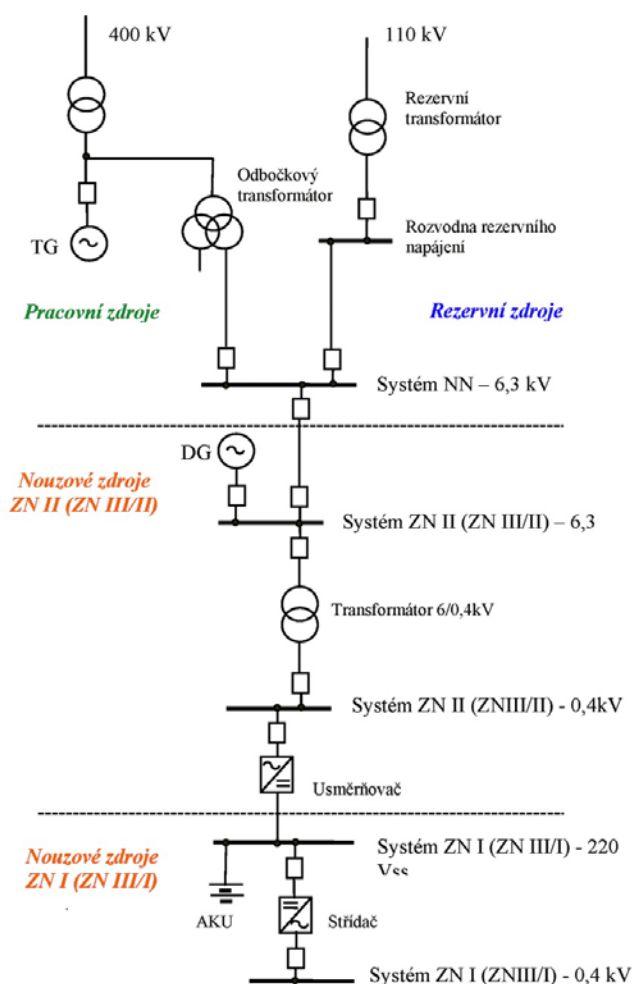 400 kV
110 kV
Rezervní
transformátor
Odbočkový
transformátor
TG
Rozvodna rezervního
napájení
Pracovní zdroje
Rezervní zdroje
Systém NN – 6,3 kV
DG
Nouzové zdroje
ZN II (ZN III/II)
Systém ZN II (ZN III/II) – 6,3
Transformátor 6/0,4kV
Systém ZN II (ZNIII/II) - 0,4kV
Usměrňovač
Nouzové zdroje
ZN I (ZN III/I)
Systém ZN I (ZN III/I) - 220
Vss
AKU
Střídač
Systém ZN I (ZNIII/I) – 0,4 kV